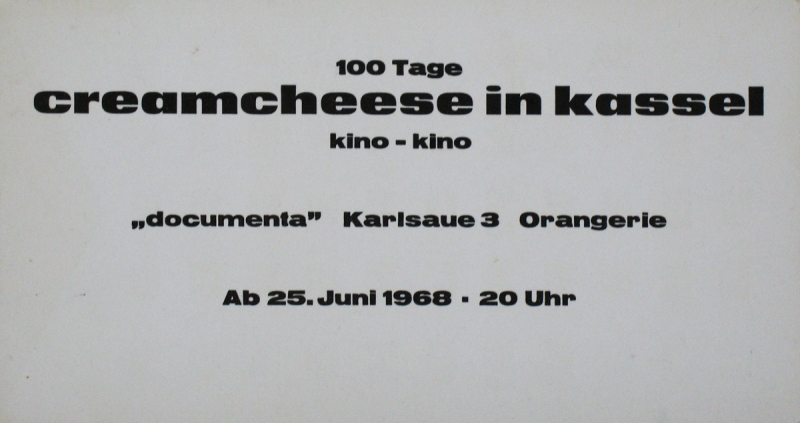 100 Tage
creamcheese in kassel
kino - kino
„documenta” Karlsaue 3 Orangerie
Ab 25. Juni 1968 · 20 Uhr